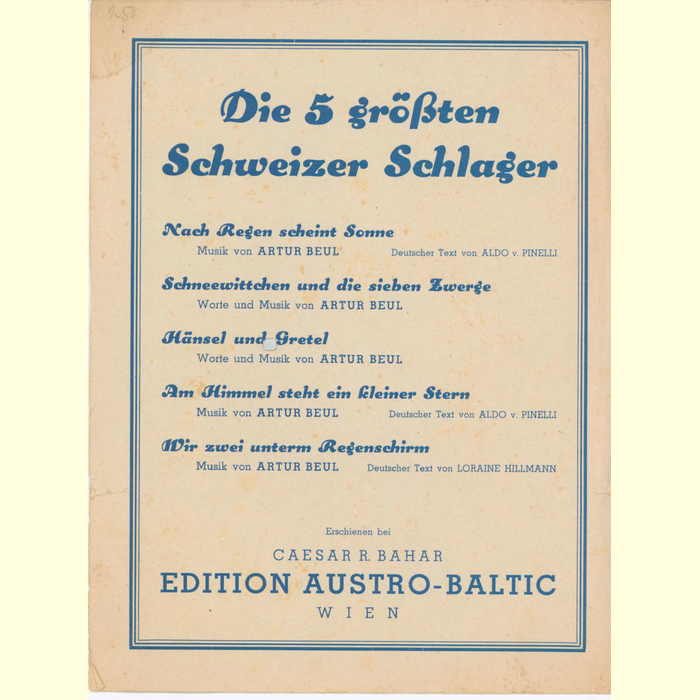 Die 5 größten
Schweizer Schlager
Nach Regen scheint Sonne
Musik von ARTUR BEUL Deutscher Text von ALDO v. PINELLI
Schneewittchen und die sieben Zwerge
Worte und Musik von ARTUR BEUL
Hänsel und Gretel
Worte und Musik von ARTUR BEUL
Am Himmel steht ein kleiner Stern
Musik von ARTUR BEUL Deutscher Text von ALDO v. PINELLI
Wir zwei unterm Regenschirm
Musik von ARTUR BEUL Deutscher Text von LORAINE HILLMANN
Erschienen bei
CAESAR R. BAHAR
EDITION AUSTRO-BALTIC
WIEN